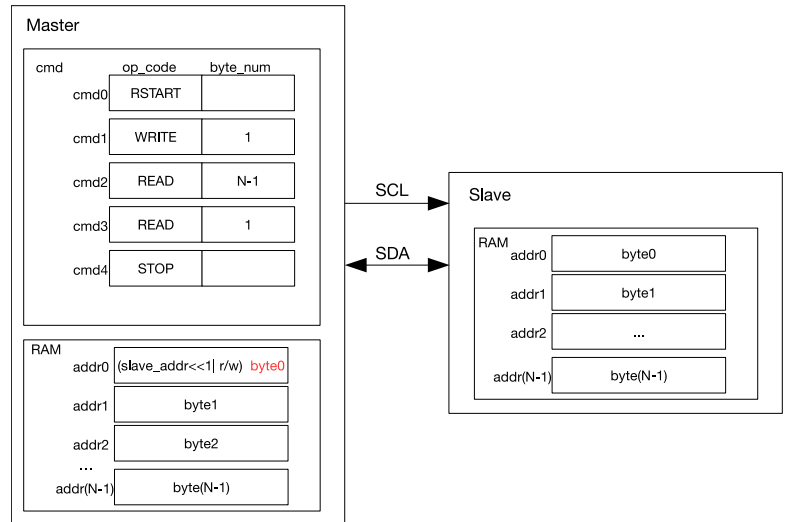 Master
cmd op_code byte_num
cmd0 RSTART
cmd1 WRITE 1
cmd2 READ N-1
cmd3 READ 1
cmd4 STOP
RAM
addr0 (slave_addr<<1| r/w) byte0
addr1 byte1
addr2 byte2
...
addr(N-1) byte(N-1)
SCL
SDA
Slave
RAM
addr0 byte0
addr1 byte1
addr2 ...
addr(N-1) byte(N-1)